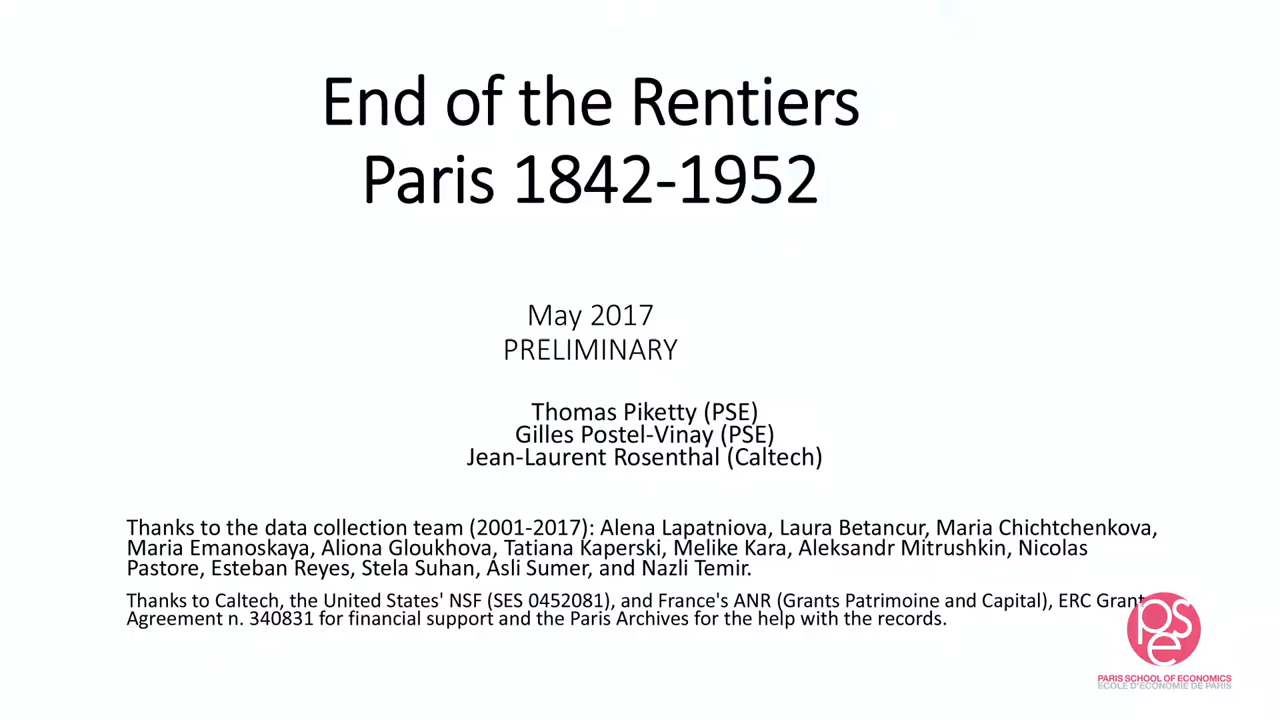 End of the Rentiers
Paris 1842-1952
May 2017
PRELIMINARY
Thomas Piketty (PSE)
Gilles Postel-Vinay (PSE)
Jean-Laurent Rosenthal (Caltech)
Thanks to the data collection team (2001-2017): Alena Lapatniova, Laura Betancur, Maria Chichtchenkova,
Maria Emanoskaya, Aliona Gloukhova, Tatiana Kaperski, Melike Kara, Aleksandr Mitrushkin, Nicolas
Pastore, Esteban Reyes, Stela Suhan, Asli Sumer, and Nazli Temir.
Thanks to Caltech, the United States' NSF (SES 0452081), and France's ANR (Grants Patrimoine and Capital), ERC Grant
Agreement n. 340831 for financial support and the Paris Archives for the help with the records.
pse
PARIS SCHOOL OF ECONOMICS
ECOLE D'ECONOMIE DE PARIS